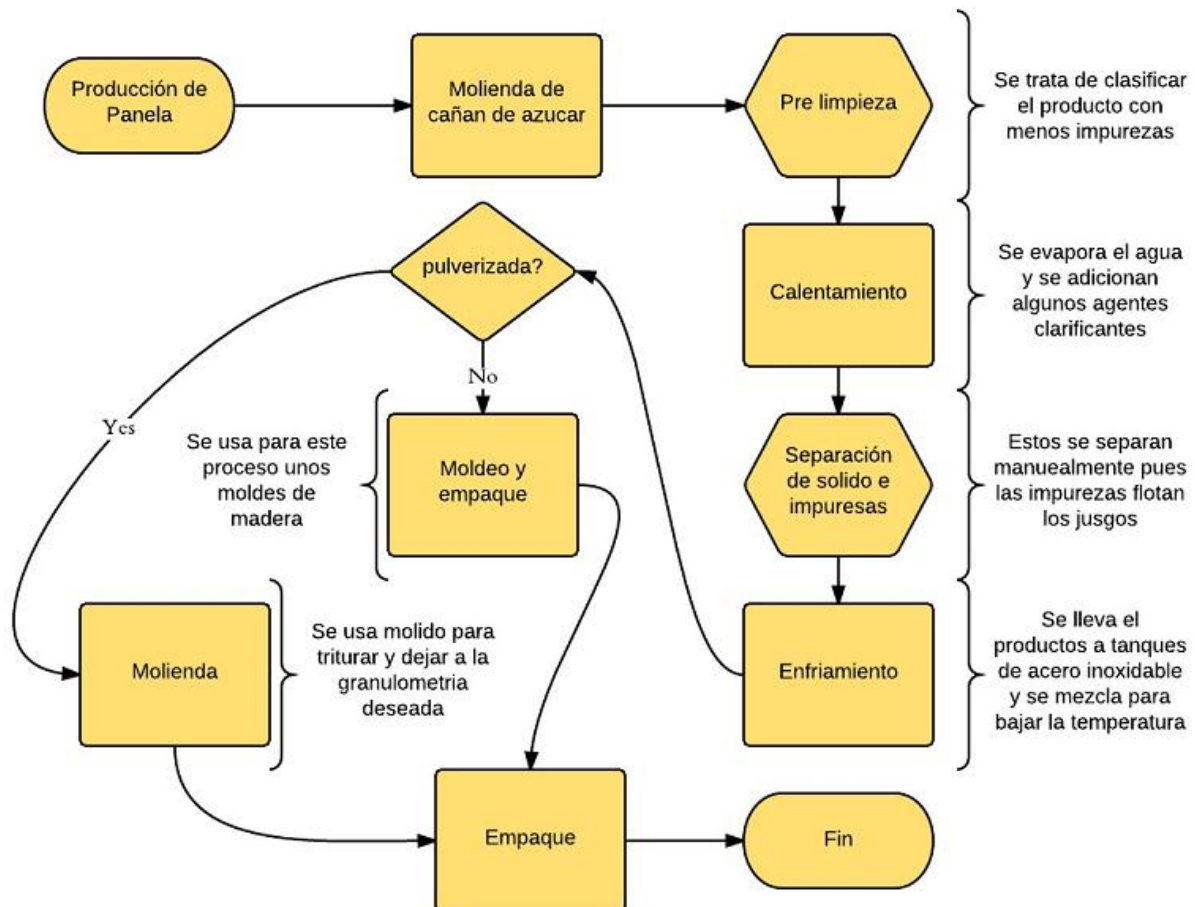 Producción de
Panela
Molienda de
cañan de azucar
Pre limpieza
Se trata de clasificar
el producto con
menos impurezas
Calentamiento
Se evapora el agua
y se adicionan
algunos agentes
clarificantes
Separación
de solido e
impuresas
Estos se separan
manuealmente pues
las impurezas flotan
los jusgos
Enfriamiento
Se lleva el
productos a tanques
de acero inoxidable
y se mezcla para
bajar la temperatura
pulverizada?
No
Yes
Moldeo y
empaque
Se usa para este
proceso unos
moldes de
madera
Molienda
Se usa molido para
triturar y dejar a la
granulometria
deseada
Empaque
Fin